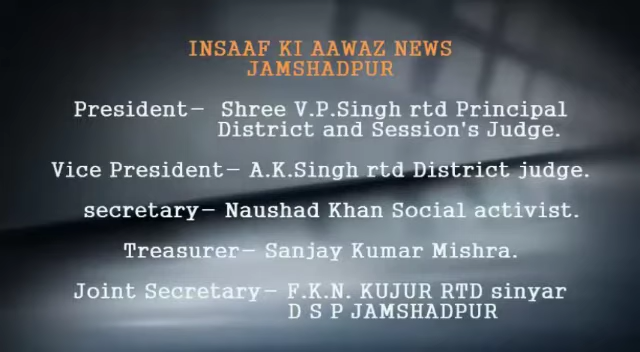 INSAAF KI AAWAZ NEWS
JAMSHADPUR
President— Shree V.P.Singh rtd Principal
District and Session's Judge.
Vice President— A.K.Singh rtd District judge.
secretary— Naushad Khan Social activist.
Treasurer— Sanjay Kumar Mishra.
Joint Secretary— F.K.N. KUJUR RTD sinyar
D S P JAMSHADPUR